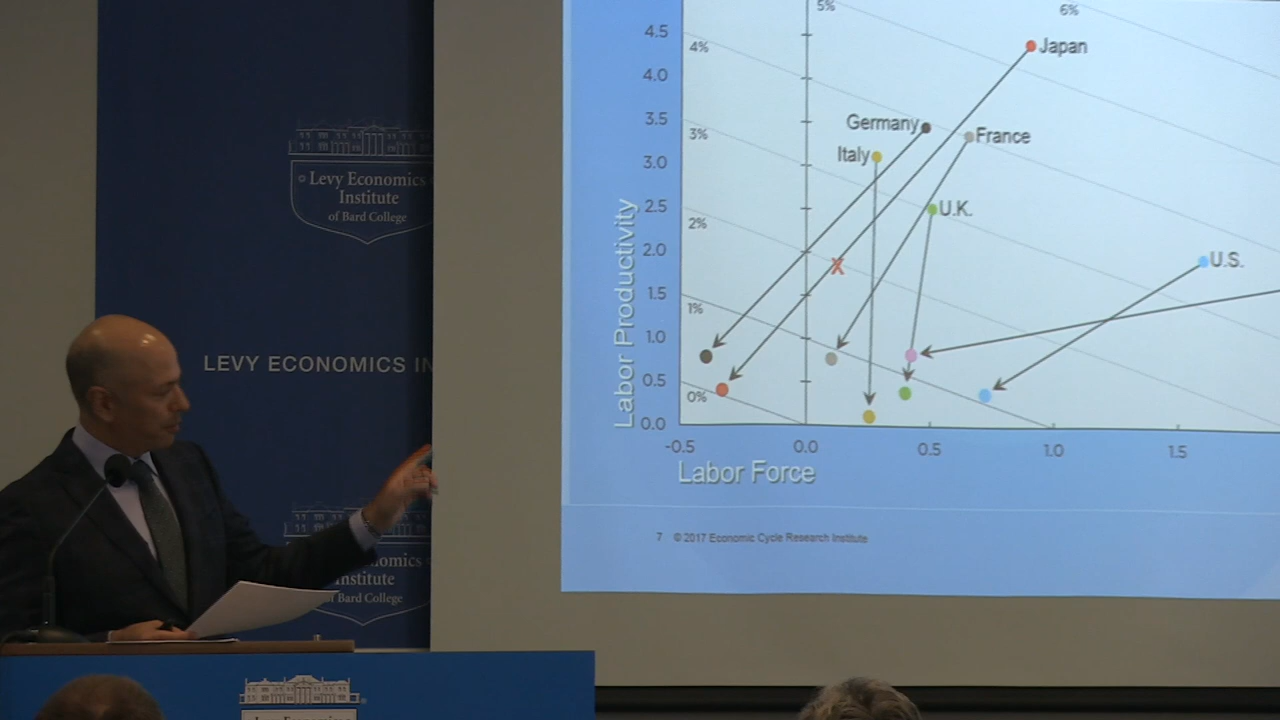 Levy Economics
Institute
of Bard College
LEVY ECONOMICS IN
omics
nstitute
Bard College
5%
6%
4.5
4%
Japan
4.0
3.5
3%
Germany
France
Italy
3.0
2.5
2%
U.K.
2.0
U.S.
X
1.5
1%
1.0
0.5
0%
0.0
-0.5
0.0
0.5
1.0
1.5
Labor Productivity
Labor Force
7 © 2017 Economic Cycle Research Institute